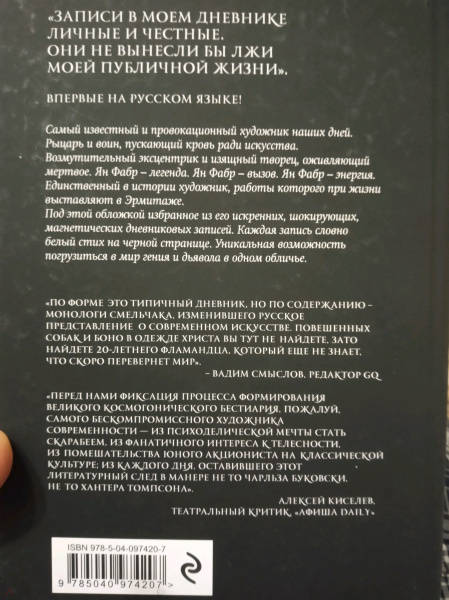 «ЗАПИСИ В МОЕМ ДНЕВНИКЕ
ЛИЧНЫЕ И ЧЕСТНЫЕ.
ОНИ НЕ ВЫНЕСЛИ БЫ ЛЖИ
МОЕЙ ПУБЛИЧНОЙ ЖИЗНИ».
ВПЕРВЫЕ НА РУССКОМ ЯЗЫКЕ!
Самый известный и провокационный художник наших дней.
Рыцарь и воин, пускающий кровь ради искусства.
Возмутительный эксцентрик и изящный творец, оживляющий
мертвое. Ян Фабр – легенда. Ян Фабр – вызов. Ян Фабр – энергия.
Единственный в истории художник, работы которого при жизни
выставляют в Эрмитаже.
Под этой обложкой избранное из его искренних, шокирующих,
магнетических дневниковых записей. Каждая запись словно
белый стих на черной странице. Уникальная возможность
погрузиться в мир гения и дьявола в одном обличье.
«ПО ФОРМЕ ЭТО ТИПИЧНЫЙ ДНЕВНИК, НО ПО СОДЕРЖАНИЮ –
МОНОЛОГИ СМЕЛЬЧАКА, ИЗМЕНИВШЕГО РУССКОЕ
ПРЕДСТАВЛЕНИЕ О СОВРЕМЕННОМ ИСКУССТВЕ. ПОВЕШЕННЫХ
СОБАК И БОНО В ОДЕЖДЕ ХРИСТА ВЫ ТУТ НЕ НАЙДЕТЕ, ЗАТО
НАЙДЕТЕ 20-ЛЕТНЕГО ФЛАМАНДЦА, КОТОРЫЙ ЕЩЕ НЕ ЗНАЕТ,
ЧТО СКОРО ПЕРЕВЕРНЕТ МИР».
– ВАДИМ СМЫСЛОВ, РЕДАКТОР GQ
«ПЕРЕД НАМИ ФИКСАЦИЯ ПРОЦЕССА ФОРМИРОВАНИЯ
ВЕЛИКОГО КОСМОГОНИЧЕСКОГО БЕСТИАРИЯ, ПОЖАЛУЙ,
САМОГО БЕСКОМПРОМИССНОГО ХУДОЖНИКА
СОВРЕМЕННОСТИ – ИЗ ПСИХОДЕЛИЧЕСКОЙ МЕЧТЫ СТАТЬ
СКАРАБЕЕМ, ИЗ ФАНАТИЧНОГО ИНТЕРЕСА К ТЕЛЕСНОСТИ,
ИЗ ПОМЕШАТЕЛЬСТВА ЮНОГО АКЦИОНИСТА НА КЛАССИЧЕСКОЙ
КУЛЬТУРЕ; ИЗ КАЖДОГО ДНЯ, ОСТАВИВШЕГО ЭТОТ
ЛИТЕРАТУРНЫЙ СЛЕД В МАНЕРЕ НЕ ТО ЧАРЛЬЗА БУКОВСКИ,
НЕ ТО ХАНТЕРА ТОМПСОНА».
АЛЕКСЕЙ КИСЕЛЕВ,
ТЕАТРАЛЬНЫЙ КРИТИК, «АФИША DAILY»
ISBN 978-5-04-097420-7
9 785040 974207 >